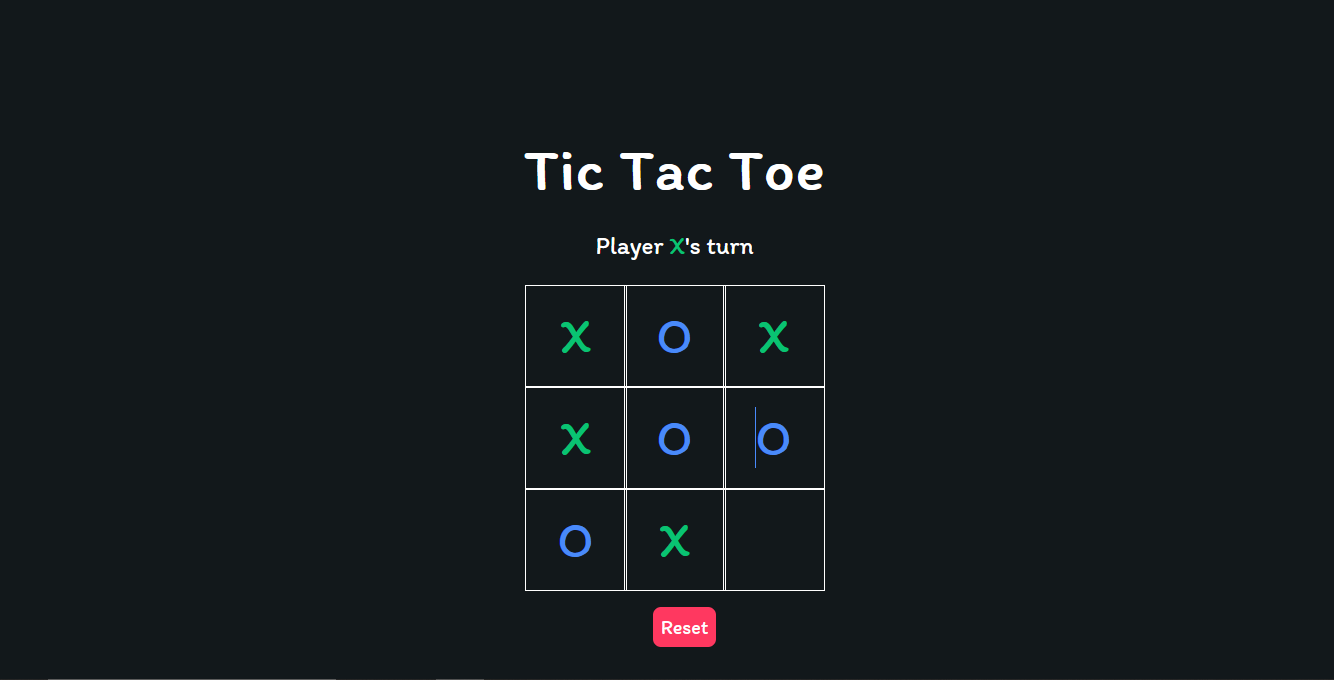 Tic Tac Toe
Player X's turn
X O X
X O O
O X
Reset